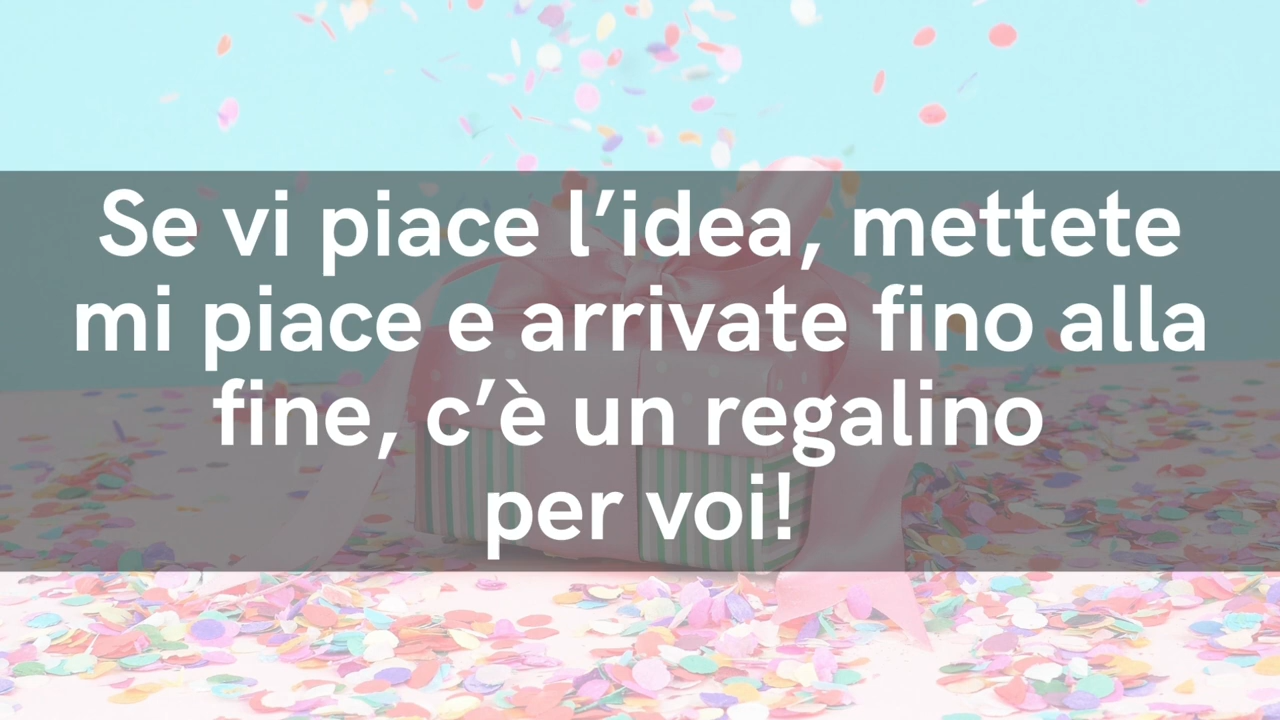 Se vi piace l’idea, mettete
mi piace e arrivate fino alla
fine, c’è un regalino
per voi!